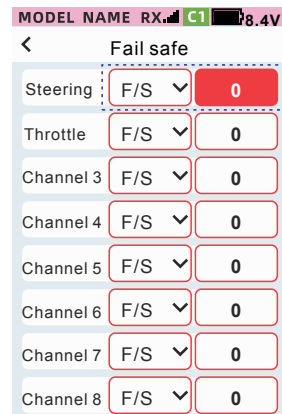 MODEL NAME RX C1 8.4V
Fail safe
Steering F/S 0
Throttle F/S 0
Channel 3 F/S 0
Channel 4 F/S 0
Channel 5 F/S 0
Channel 6 F/S 0
Channel 7 F/S 0
Channel 8 F/S 0